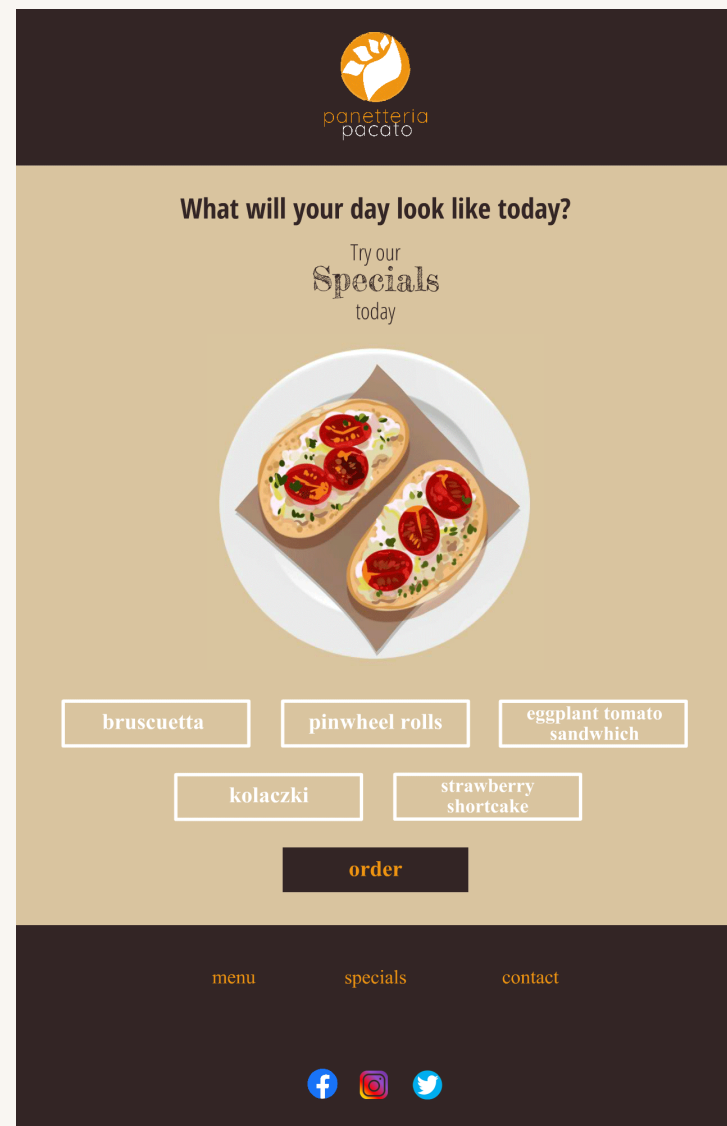 panetteria
pacato
What will your day look like today?
Try our
Specials
today
bruscuetta
pinwheel rolls
eggplant tomato
sandwhich
kolaczki
strawberry
shortcake
order
menu specials contact